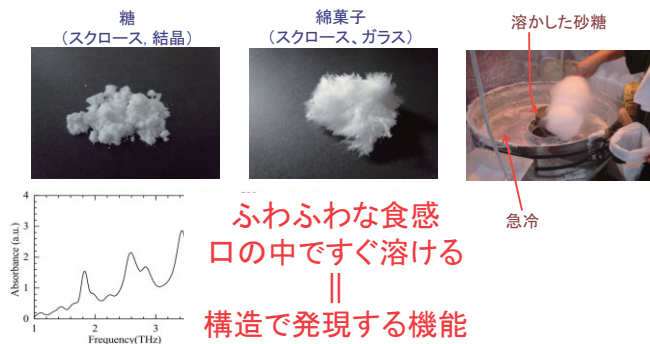 糖
(スクロース, 結晶)
綿菓子
(スクロース、ガラス)
溶かした砂糖
急冷
ふわふわな食感
口の中ですぐ溶ける
||
構造で発現する機能
Absorbance (a.u.)
4
3
2
1
0
1
2
3
Frequency(THz)